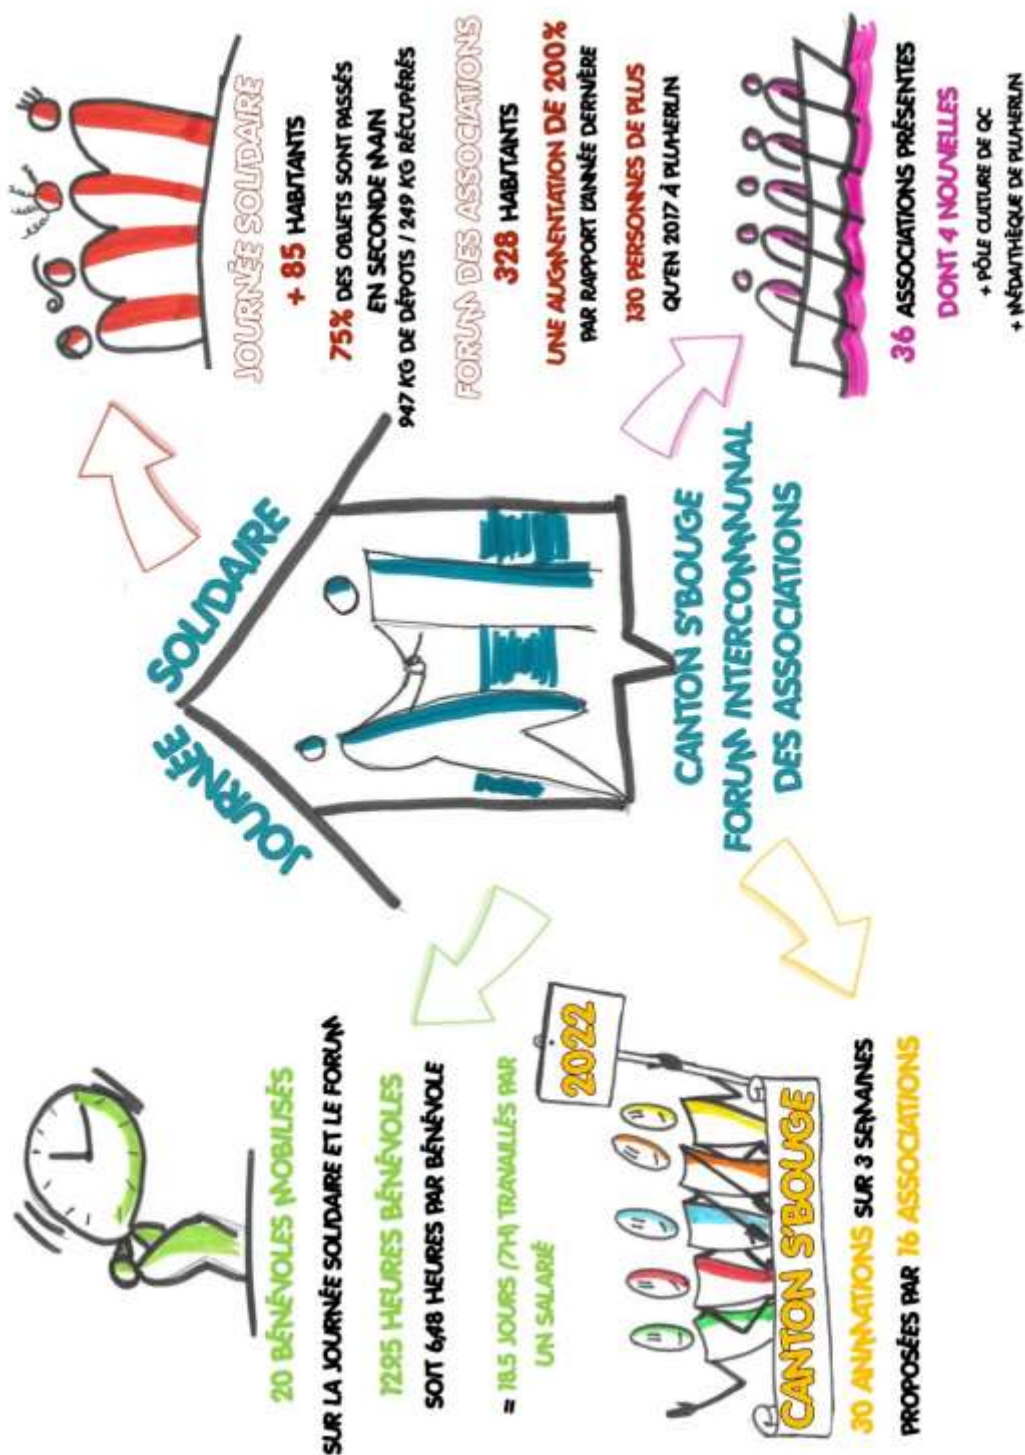 20 BÉNÉVOLES MOBILISÉS
SUR LA JOURNÉE SOLIDAIRE ET LE FORUM
129.5 HEURES BÉNÉVOLES
SOIT 6,48 HEURES PAR BÉNÉVOLE
= 18.5 JOURS (7H) TRAVAILLÉS PAR
UN SALARIÉ
2022
CANTON S'BOUGE
30 ANIMATIONS SUR 3 SEMAINES
PROPOSÉES PAR 16 ASSOCIATIONS
JOURNÉE SOLIDAIRE
CANTON S'BOUGE
FORUM INTERCOMMUNAL
DES ASSOCIATIONS
JOURNÉE SOLIDAIRE
+ 85 HABITANTS
75% DES OBJETS SONT PASSÉS
EN SECONDE MAIN
947 KG DE DÉPOTS / 249 KG RÉCUPÉRÉS
FORUM DES ASSOCIATIONS
328 HABITANTS
UNE AUGMENTATION DE 200%
PAR RAPPORT L'ANNÉE DERNIÈRE
130 PERSONNES DE PLUS
QU'EN 2017 À PLUHERLIN
36 ASSOCIATIONS PRÉSENTES
DONT 4 NOUVELLES
+ PÔLE CULTURE DE QC
+ MÉDAITHÈQUE DE PLUHERLIN